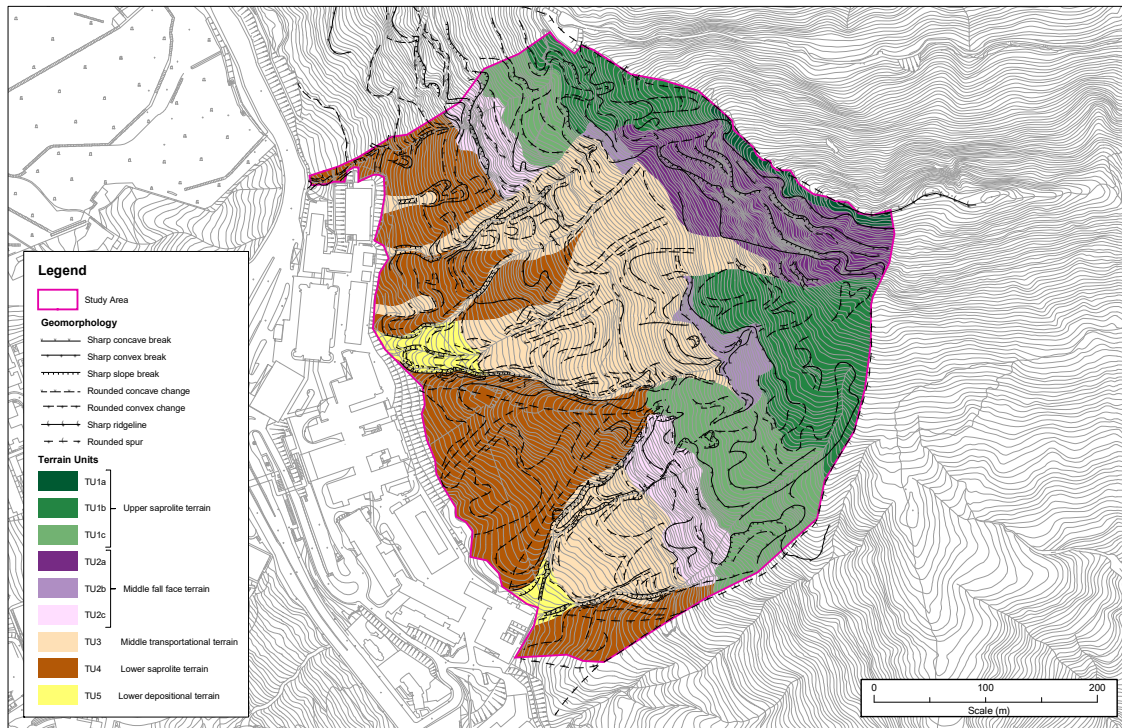 Legend
Study Area
Geomorphology
Sharp concave break
Sharp convex break
Sharp slope break
Rounded concave change
Rounded convex change
Sharp ridgeline
Rounded spur
Terrain Units
TU1a
TU1b Upper saprolite terrain
TU1c
TU2a
TU2b Middle fall face terrain
TU2c
TU3 Middle transportational terrain
TU4 Lower saprolite terrain
TU5 Lower depositional terrain
0 100 200
Scale (m)